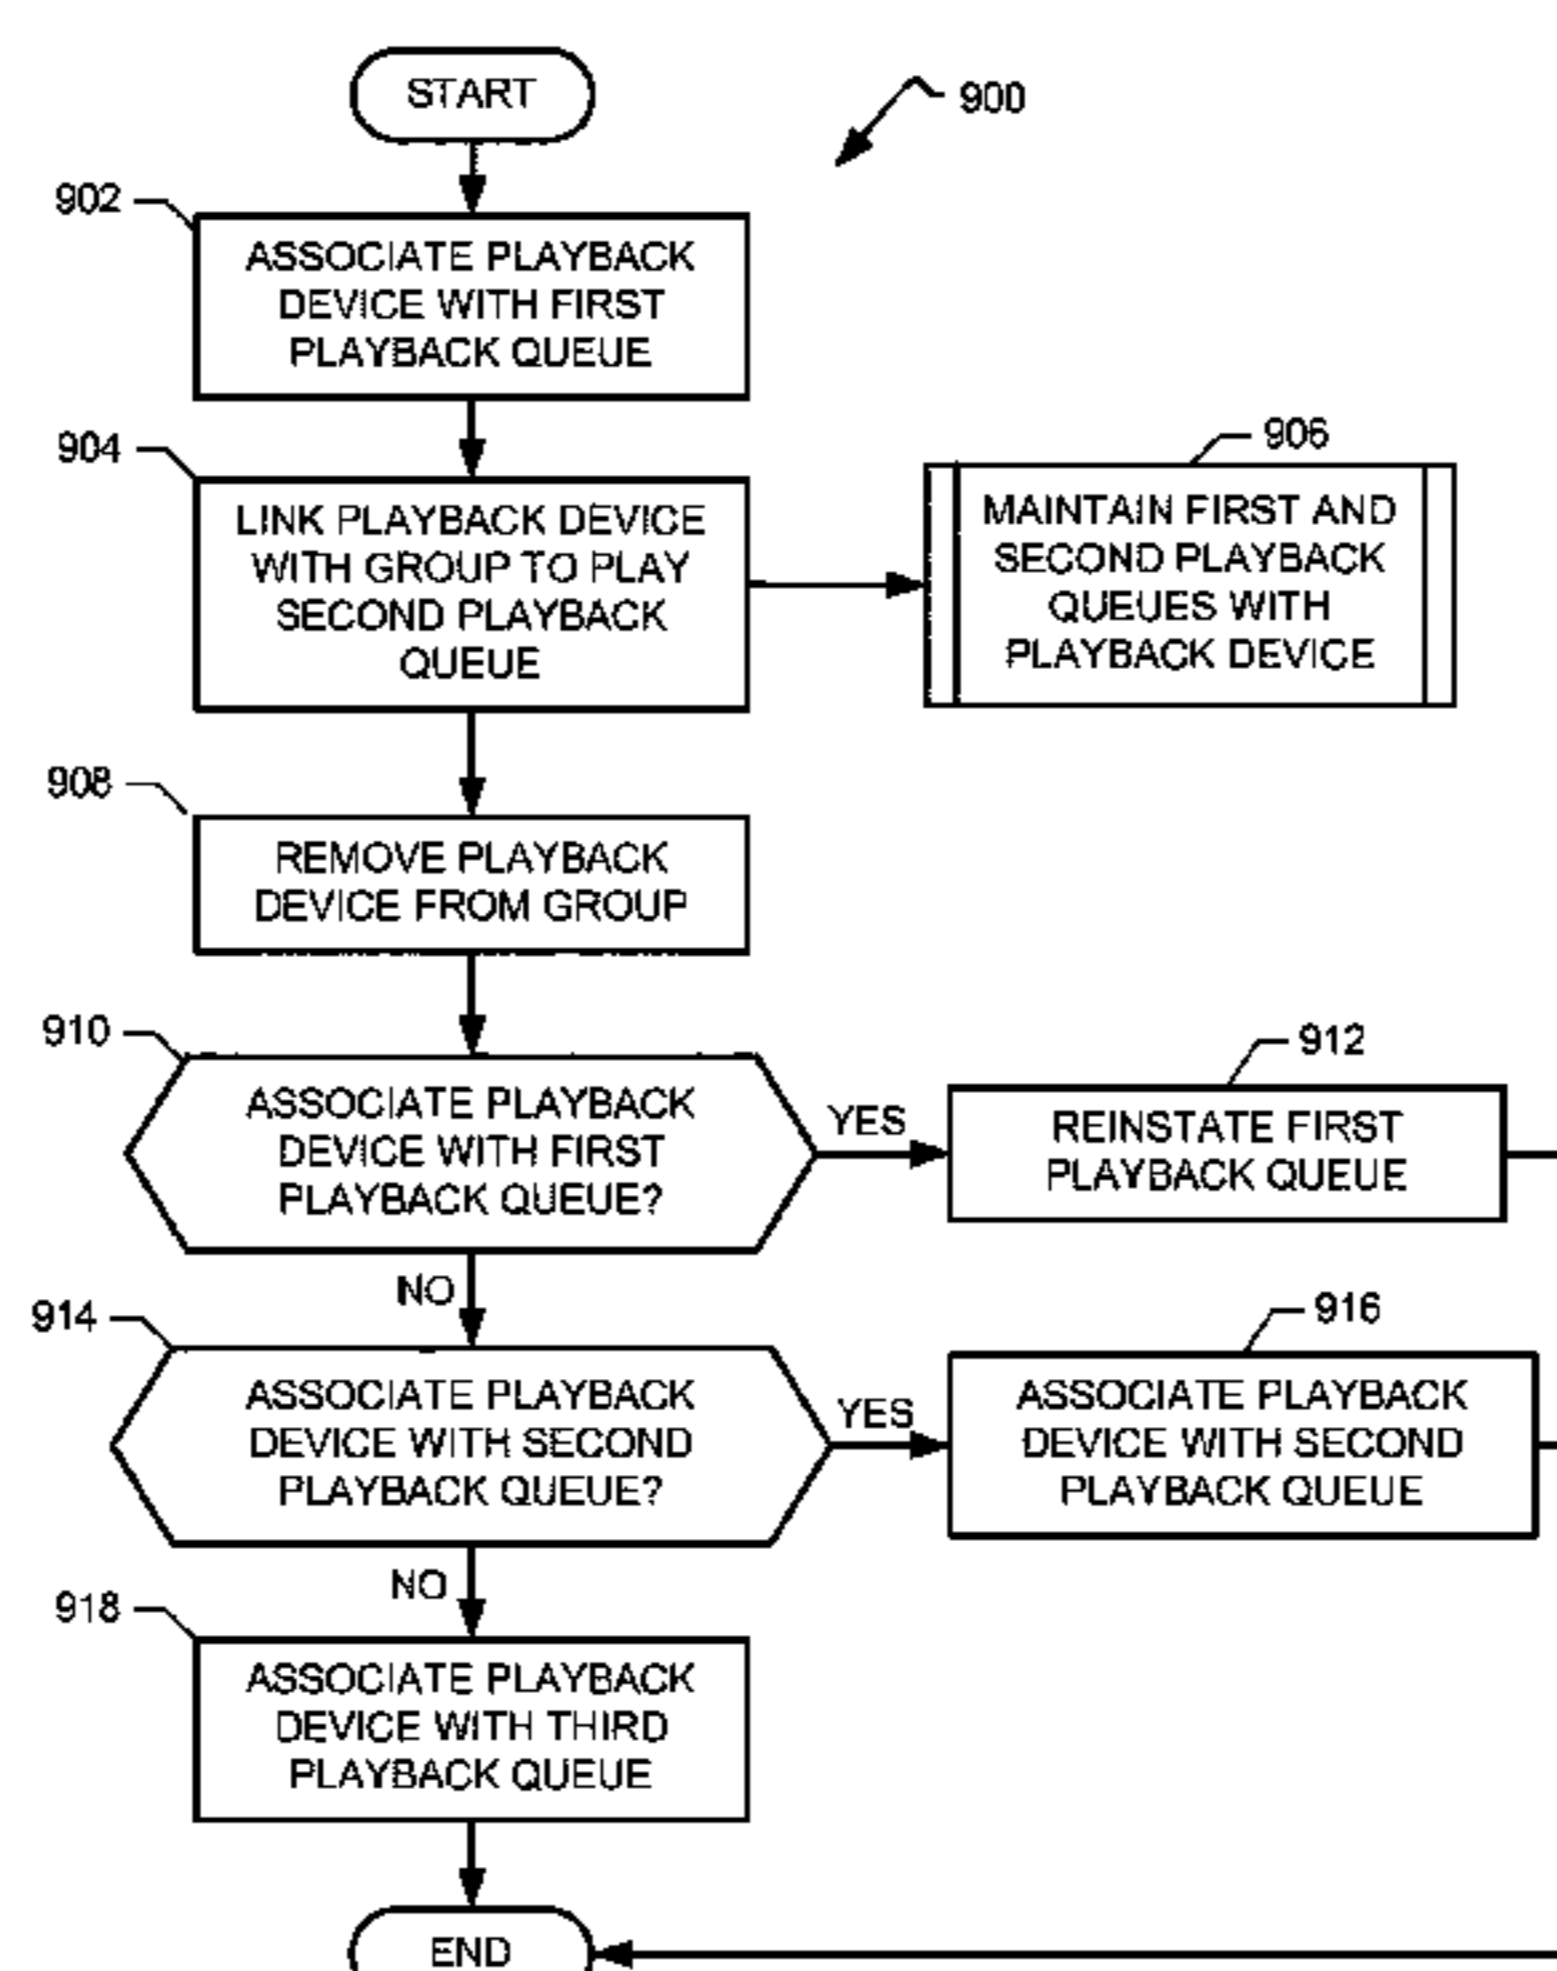 START
900
902
ASSOCIATE PLAYBACK
DEVICE WITH FIRST
PLAYBACK QUEUE
904
LINK PLAYBACK DEVICE
WITH GROUP TO PLAY
SECOND PLAYBACK
QUEUE
906
MAINTAIN FIRST AND
SECOND PLAYBACK
QUEUES WITH
PLAYBACK DEVICE
908
REMOVE PLAYBACK
DEVICE FROM GROUP
910
ASSOCIATE PLAYBACK
DEVICE WITH FIRST
PLAYBACK QUEUE?
YES
912
REINSTATE FIRST
PLAYBACK QUEUE
NO
914
ASSOCIATE PLAYBACK
DEVICE WITH SECOND
PLAYBACK QUEUE?
YES
916
ASSOCIATE PLAYBACK
DEVICE WITH SECOND
PLAYBACK QUEUE
NO
918
ASSOCIATE PLAYBACK
DEVICE WITH THIRD
PLAYBACK QUEUE
END